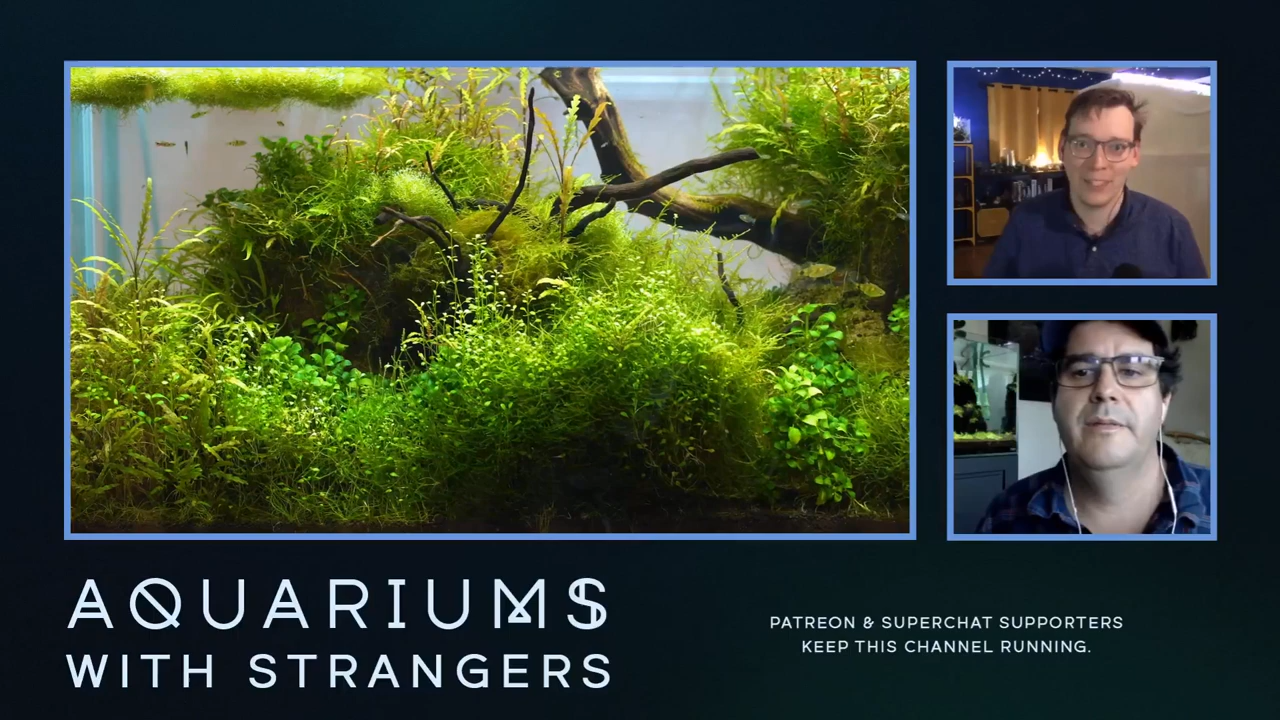 AQUARIUMS
WITH STRANGERS
PATREON & SUPERCHAT SUPPORTERS
KEEP THIS CHANNEL RUNNING.